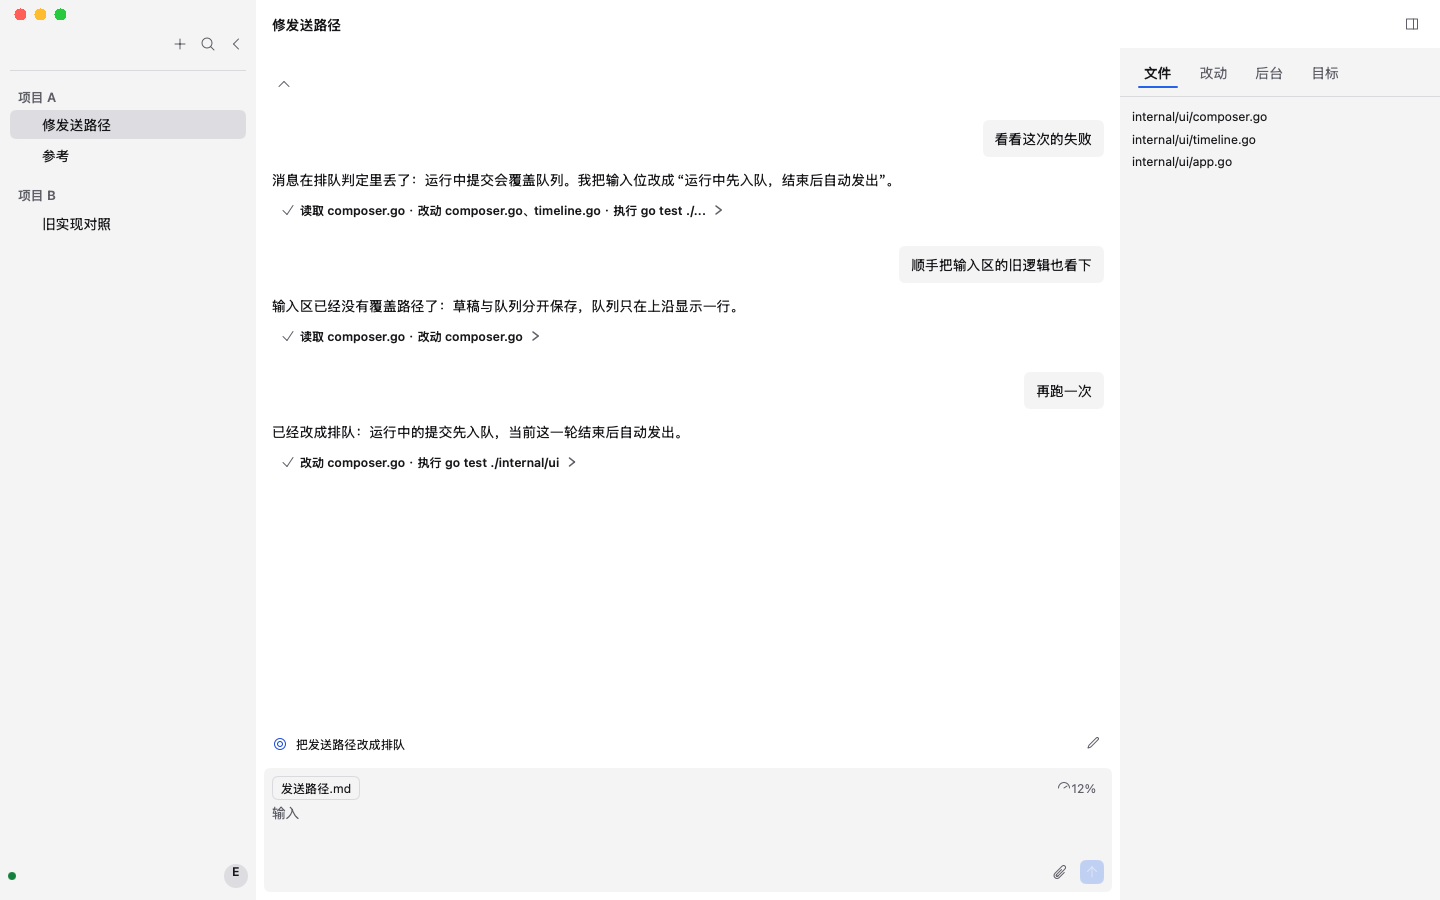 修发送路径
项目 A
修发送路径
参考
项目 B
旧实现对照
E
看看这次的失败
消息在排队判定里丢了：运行中提交会覆盖队列。我把输入位改成“运行中先入队，结束后自动发出”。
读取 composer.go · 改动 composer.go、timeline.go · 执行 go test ./...
顺手把输入区的旧逻辑也看下
输入区已经没有覆盖路径了：草稿与队列分开保存，队列只在上沿显示一行。
读取 composer.go · 改动 composer.go
再跑一次
已经改成排队：运行中的提交先入队，当前这一轮结束后自动发出。
改动 composer.go · 执行 go test ./internal/ui
把发送路径改成排队
发送路径.md
12%
输入
文件 改动 后台 目标
internal/ui/composer.go
internal/ui/timeline.go
internal/ui/app.go